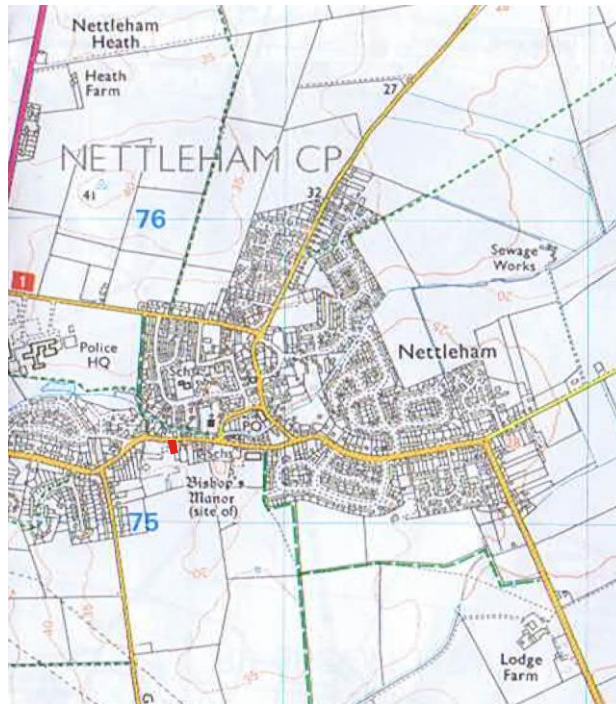 Nettleham
Heath
Heath
Farm
27
NETTLEHAM CP
41
32
76
Sewage
Works
1
Police
HQ
Nettleham
Sch
PO
Schs
Bishop's
Manor
(site of)
75
Lodge
Farm
G